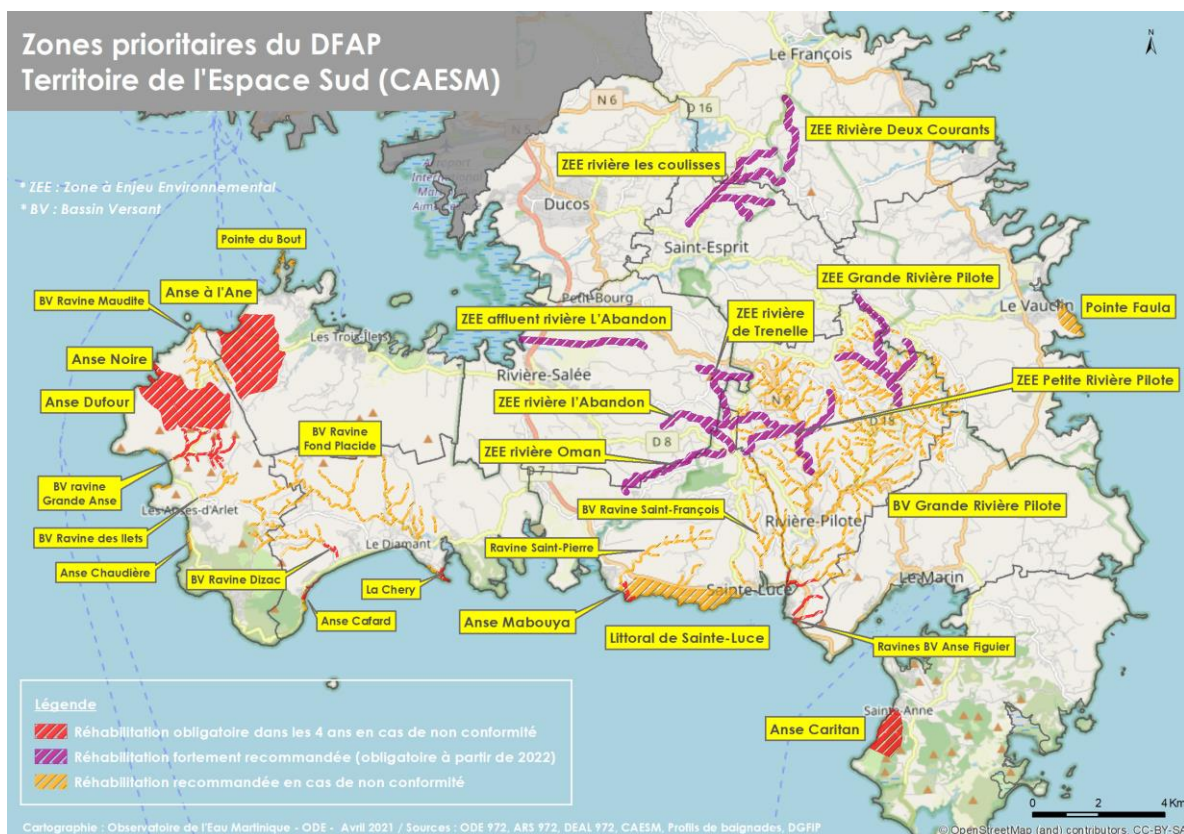 Zones prioritaires du DFAP
Territoire de l'Espace Sud (CAESM)
* ZEE : Zone à Enjeu Environnemental
* BV : Bassin Versant
N
Le François
N 6
D 16
N 5
ZEE Rivière Deux Courants
ZEE rivière les coulisses
Ducos
Saint-Esprit
Pointe du Bout
Petit-Bourg
ZEE Grande Rivière Pilote
BV Ravine Maudite
Anse à l'Ane
ZEE affluent rivière L'Abandon
ZEE rivière
de Trenelle
Le Vauclin
Pointe Faula
Les Trois-Îlets
Anse Noire
Rivière-Salée
ZEE Petite Rivière Pilote
Anse Dufour
ZEE rivière l'Abandon
N 8
D 18
BV Ravine
Fond Placide
D 8
ZEE rivière Oman
D 7
BV ravine
Grande Anse
Les Anses-d'Arlet
BV Ravine Saint-François
BV Grande Rivière Pilote
Rivière-Pilote
BV Ravine des Ilets
Le Diamant
Ravine Saint-Pierre
Anse Chaudière
BV Ravine Dizac
La Chery
Sainte-Luce
Le Marin
Anse Cafard
Anse Mabouya
Littoral de Sainte-Luce
Ravines BV Anse Figuier
Sainte-Anne
Anse Caritan
Légende
Réhabilitation obligatoire dans les 4 ans en cas de non conformité
Réhabilitation fortement recommandée (obligatoire à partir de 2022)
Réhabilitation recommandée en cas de non conformité
0 2 4 Km
Cartographie : Observatoire de l'Eau Martinique - ODE - Avril 2021 / Sources : ODE 972, ARS 972, DEAL 972, CAESM, Profils de baignades, DGFIP
© OpenStreetMap (and) contributors, CC-BY-SA